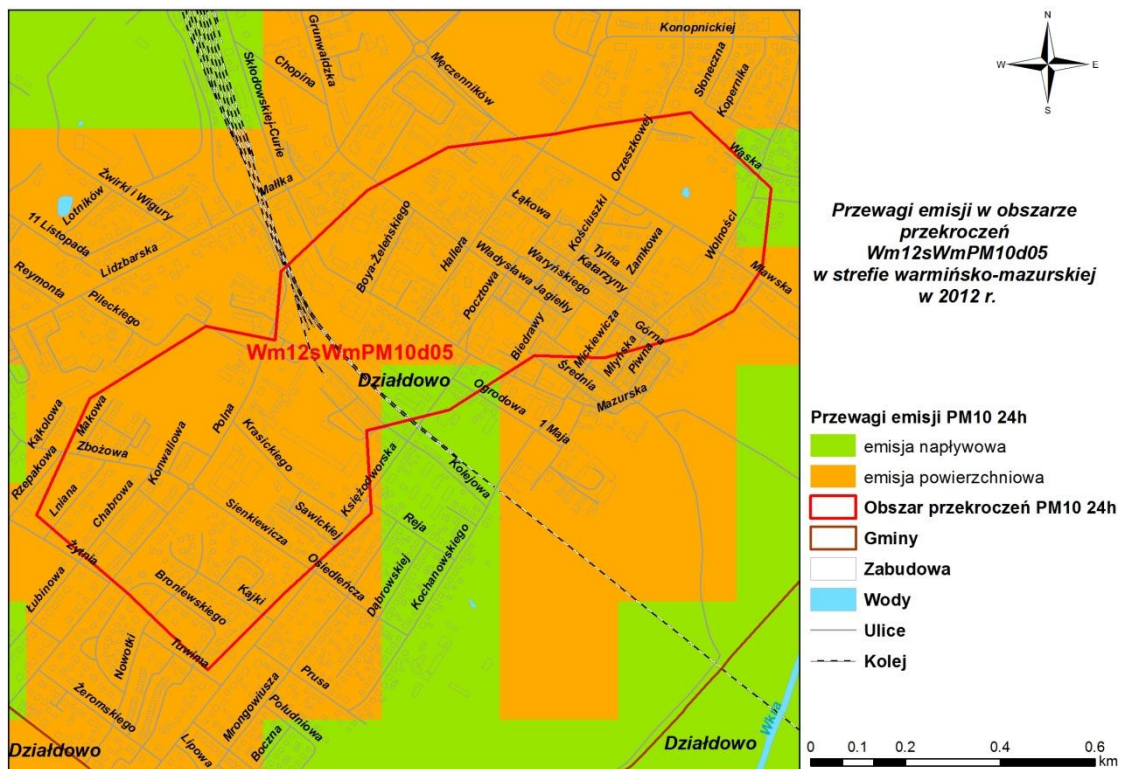 Konopnickiej
Grunwaldzka
Chopina
Skłodowskiej-Curie
Męczenników
Słoneczna
Kopernika
Orzeszkowej
Wąska
Małka
Żwirki i Wigury
Lotników
11 Listopada
Lidzbarska
Reymonta
Pileckiego
Boya-Żeleńskiego
Hallera
Łąkowa
Kościuszki
Tylna
Zamkowa
Wolności
Katarzyny
Waryńskiego
Władysława Jagiełły
Pocztowa
Mławska
Biedrawy
Mickiewicza
Górna
Młyńska
Piwna
Średnia
Mazurska
Wm12sWmPM10d05
Działdowo
Ogrodowa
1 Maja
Kąkolowa
Makowa
Rzepakowa
Zbożowa
Lniana
Chabrowa
Konwaliowa
Polna
Krasickiego
Sienkiewicza
Sawickiej
Księżodworska
Kolejowa
Reja
Osiedleńcza
Dąbrowskiej
Kochanowskiego
Żytnia
Łubinowa
Broniewskiego
Kajki
Nowotki
Tuwima
Żeromskiego
Mrongowiusza
Prusa
Południowa
Lipowa
Boczna
Działdowo
Działdowo
Wkra
N
W
E
S
Przewagi emisji w obszarze
przekroczeń
Wm12sWmPM10d05
w strefie warmińsko-mazurskiej
w 2012 r.
Przewagi emisji PM10 24h
emisja napływowa
emisja powierzchniowa
Obszar przekroczeń PM10 24h
Gminy
Zabudowa
Wody
Ulice
Kolej
0 0.1 0.2 0.4 0.6
km